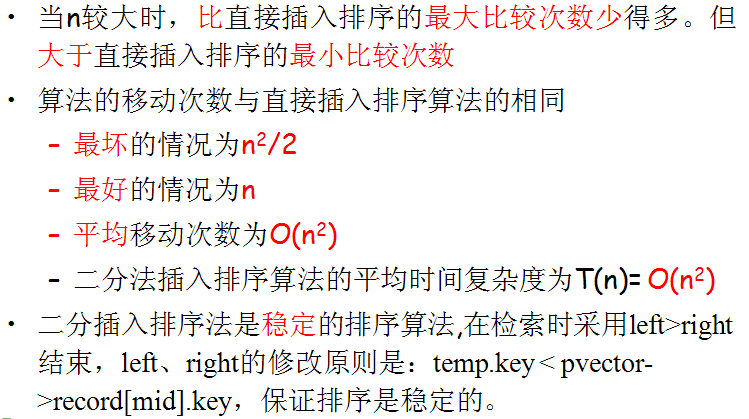 • 当n较大时，比直接插入排序的最大比较次数少得多。但
大于直接插入排序的最小比较次数
• 算法的移动次数与直接插入排序算法的相同
– 最坏的情况为n²/2
– 最好的情况为n
– 平均移动次数为O(n²)
– 二分法插入排序算法的平均时间复杂度为T(n)= O(n²)
• 二分插入排序法是稳定的排序算法,在检索时采用left>right
结束，left、right的修改原则是：temp.key < pvector-
>record[mid].key，保证排序是稳定的。